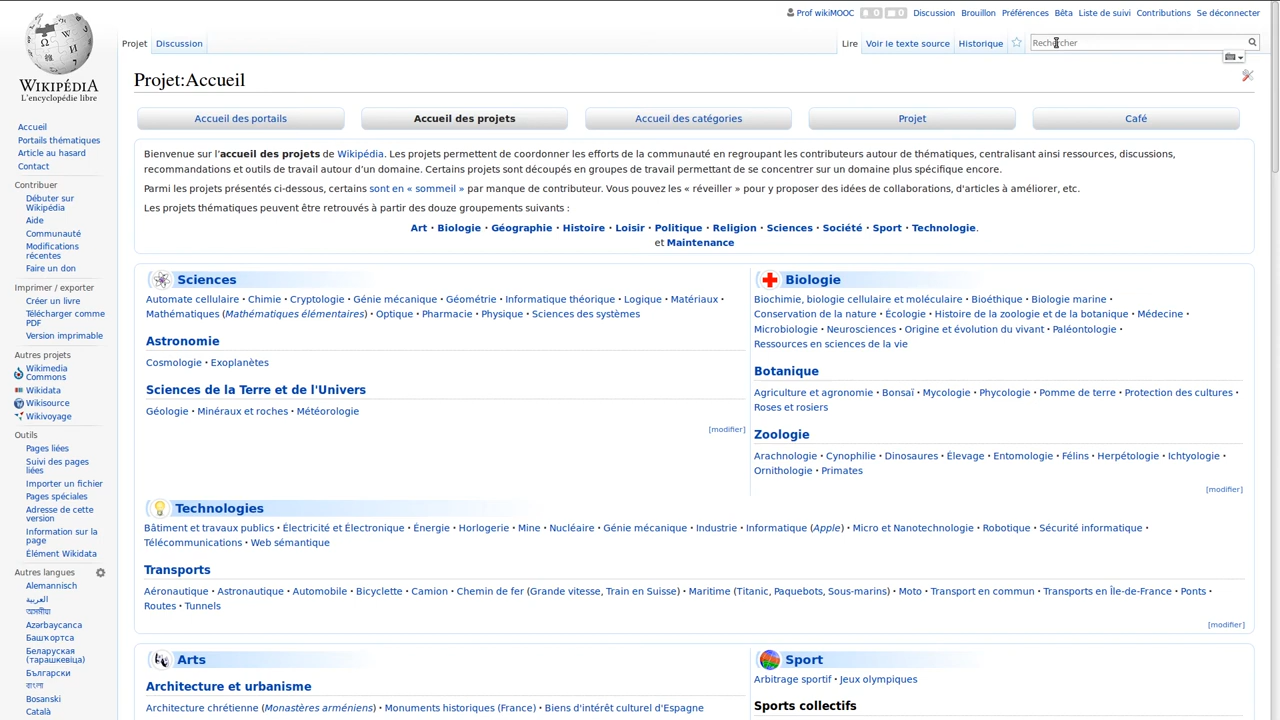 Prof wikiMOOC 0 0 Discussion Brouillon Préférences Bêta Liste de suivi Contributions Se déconnecter
Projet Discussion Lire Voir le texte source Historique Rechercher
WIKIPÉDIA
L'encyclopédie libre
Projet:Accueil
Accueil des portails Accueil des projets Accueil des catégories Projet Café
Bienvenue sur l’accueil des projets de Wikipédia. Les projets permettent de coordonner les efforts de la communauté en regroupant les contributeurs autour de thématiques, centralisant ainsi ressources, discussions,
recommandations et outils de travail autour d’un domaine. Certains projets sont découpés en groupes de travail permettant de se concentrer sur un domaine plus spécifique encore.
Parmi les projets présentés ci-dessous, certains sont en « sommeil » par manque de contributeur. Vous pouvez les « réveiller » pour y proposer des idées de collaborations, d'articles à améliorer, etc.
Les projets thématiques peuvent être retrouvés à partir des douze groupements suivants :
Art · Biologie · Géographie · Histoire · Loisir · Politique · Religion · Sciences · Société · Sport · Technologie.
et Maintenance
Sciences
Automate cellulaire · Chimie · Cryptologie · Génie mécanique · Géométrie · Informatique théorique · Logique · Matériaux ·
Mathématiques (Mathématiques élémentaires) · Optique · Pharmacie · Physique · Sciences des systèmes
Astronomie
Cosmologie · Exoplanètes
Sciences de la Terre et de l'Univers
Géologie · Minéraux et roches · Météorologie
[modifier]
Biologie
Biochimie, biologie cellulaire et moléculaire · Bioéthique · Biologie marine ·
Conservation de la nature · Écologie · Histoire de la zoologie et de la botanique · Médecine ·
Microbiologie · Neurosciences · Origine et évolution du vivant · Paléontologie ·
Ressources en sciences de la vie
Botanique
Agriculture et agronomie · Bonsaï · Mycologie · Phycologie · Pomme de terre · Protection des cultures ·
Roses et rosiers
Zoologie
Arachnologie · Cynophilie · Dinosaures · Élevage · Entomologie · Félins · Herpétologie · Ichtyologie ·
Ornithologie · Primates
[modifier]
Technologies
Bâtiment et travaux publics · Électricité et Électronique · Énergie · Horlogerie · Mine · Nucléaire · Génie mécanique · Industrie · Informatique (Apple) · Micro et Nanotechnologie · Robotique · Sécurité informatique ·
Télécommunications · Web sémantique
Transports
Aéronautique · Astronautique · Automobile · Bicyclette · Camion · Chemin de fer (Grande vitesse, Train en Suisse) · Maritime (Titanic, Paquebots, Sous-marins) · Moto · Transport en commun · Transports en Île-de-France · Ponts ·
Routes · Tunnels
[modifier]
Arts
Architecture et urbanisme
Architecture chrétienne (Monastères arméniens) · Monuments historiques (France) · Biens d'intérêt culturel d'Espagne
Sport
Arbitrage sportif · Jeux olympiques
Sports collectifs
Accueil
Portails thématiques
Article au hasard
Contact
Contribuer
Débuter sur
Wikipédia
Aide
Communauté
Modifications
récentes
Faire un don
Imprimer / exporter
Créer un livre
Télécharger comme
PDF
Version imprimable
Autres projets
Wikimedia
Commons
Wikidata
Wikisource
Wikivoyage
Outils
Pages liées
Suivi des pages
liées
Importer un fichier
Pages spéciales
Adresse de cette
version
Information sur la
page
Élément Wikidata
Autres langues
Alemannisch
العربية
অসমীয়া
Azərbaycanca
Башҡортса
Беларуская
(тарашкевіца)
Български
বাংলা
Bosanski
Català